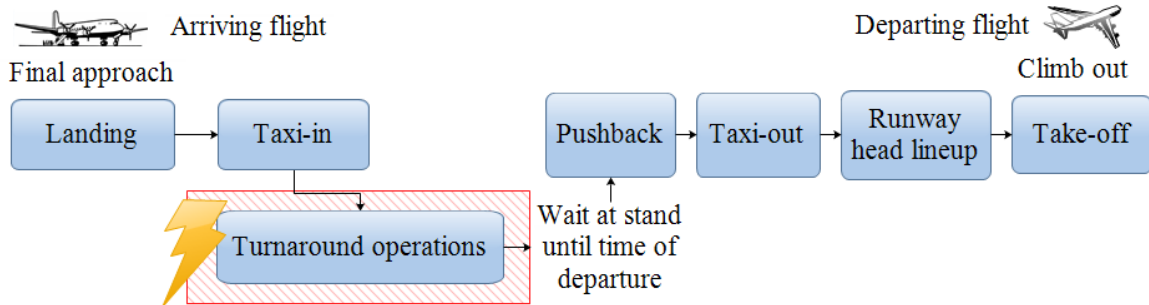 Arriving flight
Final approach
Landing
Taxi-in
Turnaround operations
Wait at stand
until time of
departure
Pushback
Taxi-out
Runway
head lineup
Take-off
Departing flight
Climb out